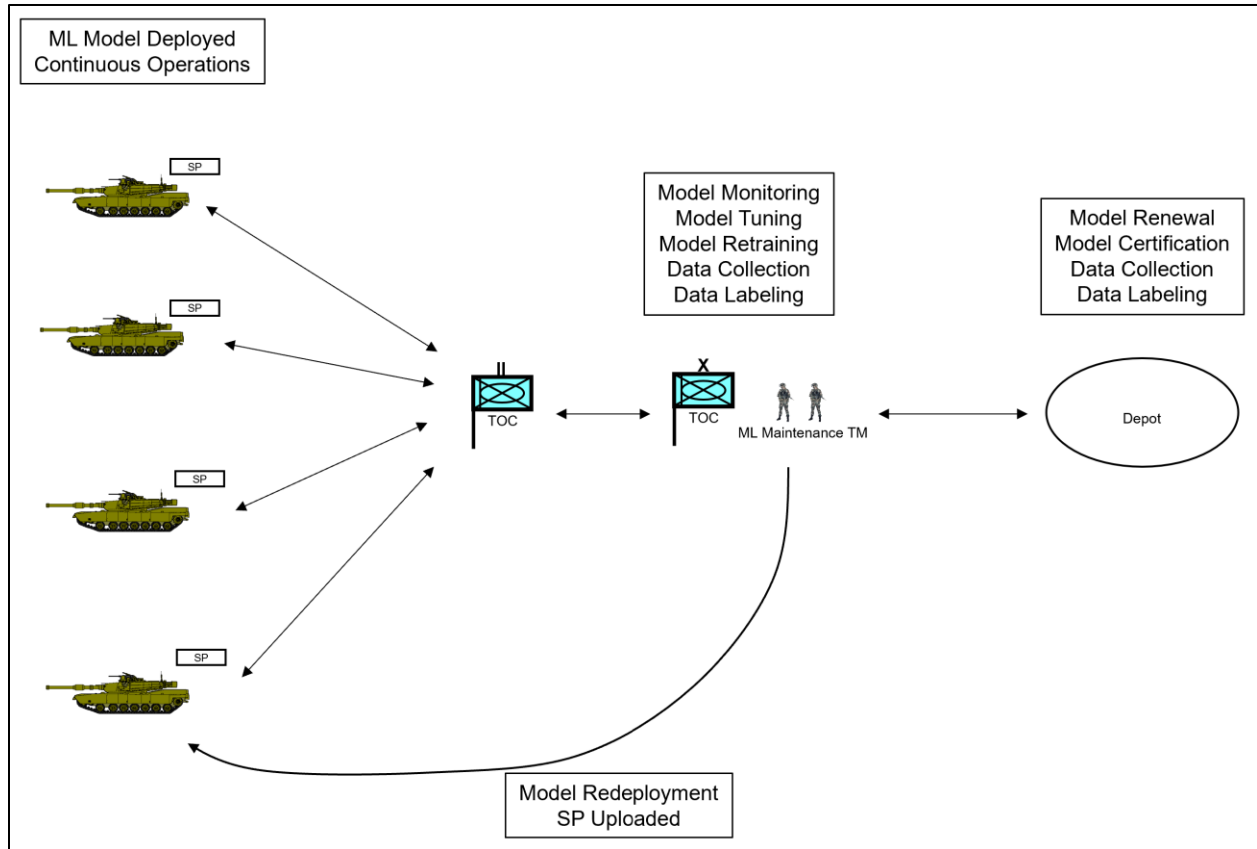 ML Model Deployed
Continuous Operations
SP
SP
SP
SP
II
TOC
Model Monitoring
Model Tuning
Model Retraining
Data Collection
Data Labeling
X
TOC
ML Maintenance TM
Model Renewal
Model Certification
Data Collection
Data Labeling
Depot
Model Redeployment
SP Uploaded